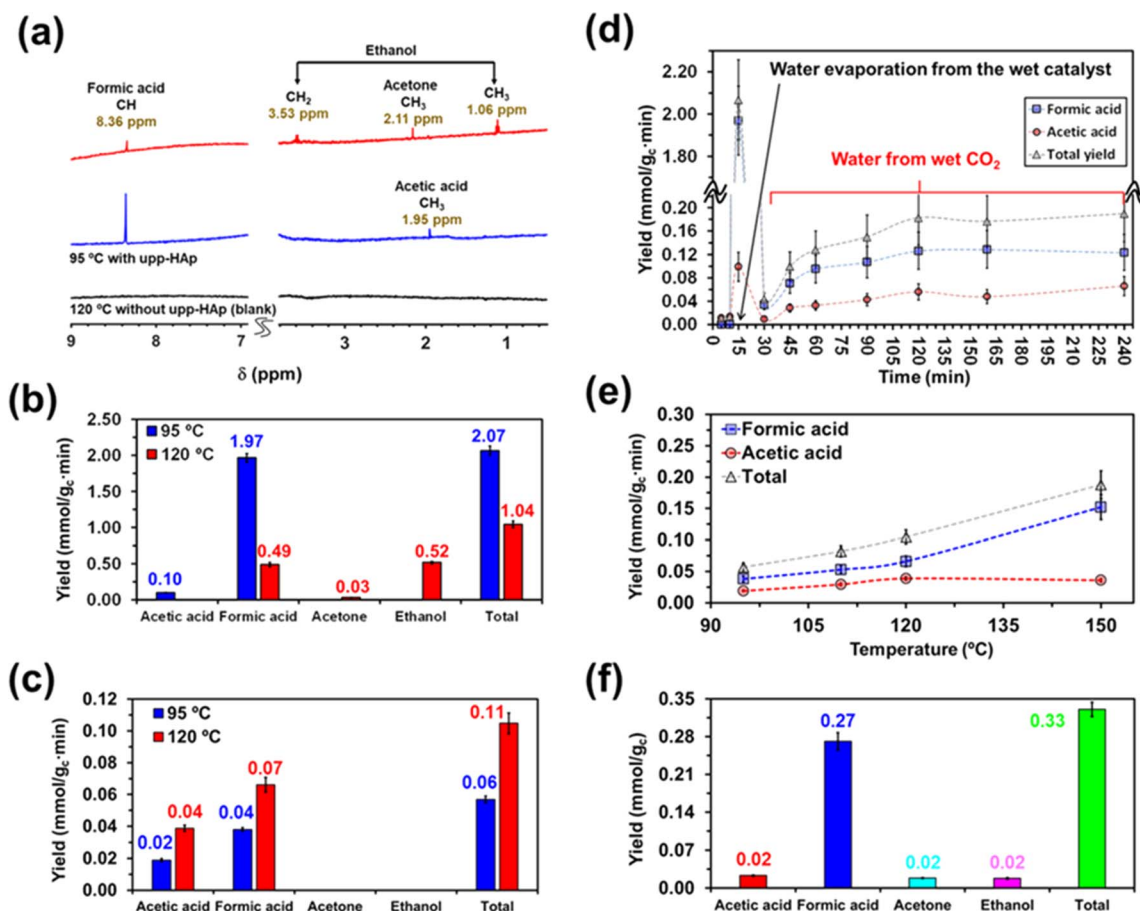 (a)
Ethanol
Formic acid
CH
8.36 ppm
CH2
3.53 ppm
Acetone
CH3
2.11 ppm
CH3
1.06 ppm
Acetic acid
CH3
1.95 ppm
95 ºC with upp-HAp
120 ºC without upp-HAp (blank)
9 8 7 3 2 1
δ (ppm)
(b)
Yield (mmol/gc·min)
2.50
2.00
1.50
1.00
0.50
0.00
95 ºC
120 ºC
0.10
1.97
0.49
0.03
0.52
2.07
1.04
Acetic acid Formic acid Acetone Ethanol Total
(c)
Yield (mmol/gc·min)
0.12
0.10
0.08
0.06
0.04
0.02
0.00
95 ºC
120 ºC
0.02
0.04
0.04
0.07
0.06
0.11
Acetic acid Formic acid Acetone Ethanol Total
(d)
Yield (mmol/gc·min)
2.20
2.00
1.80
0.20
0.16
0.12
0.08
0.04
0.00
Water evaporation from the wet catalyst
Formic acid
Acetic acid
Total yield
Water from wet CO2
0 15 30 45 60 75 90 105 120 135 150 165 180 195 210 225 240
Time (min)
(e)
Yield (mmol/gc·min)
0.30
0.25
0.20
0.15
0.10
0.05
0.00
Formic acid
Acetic acid
Total
90 105 120 135 150
Temperature (ºC)
(f)
Yield (mmol/gc)
0.35
0.28
0.21
0.14
0.07
0.00
0.02
0.27
0.02
0.02
0.33
Acetic acid Formic acid Acetone Ethanol Total